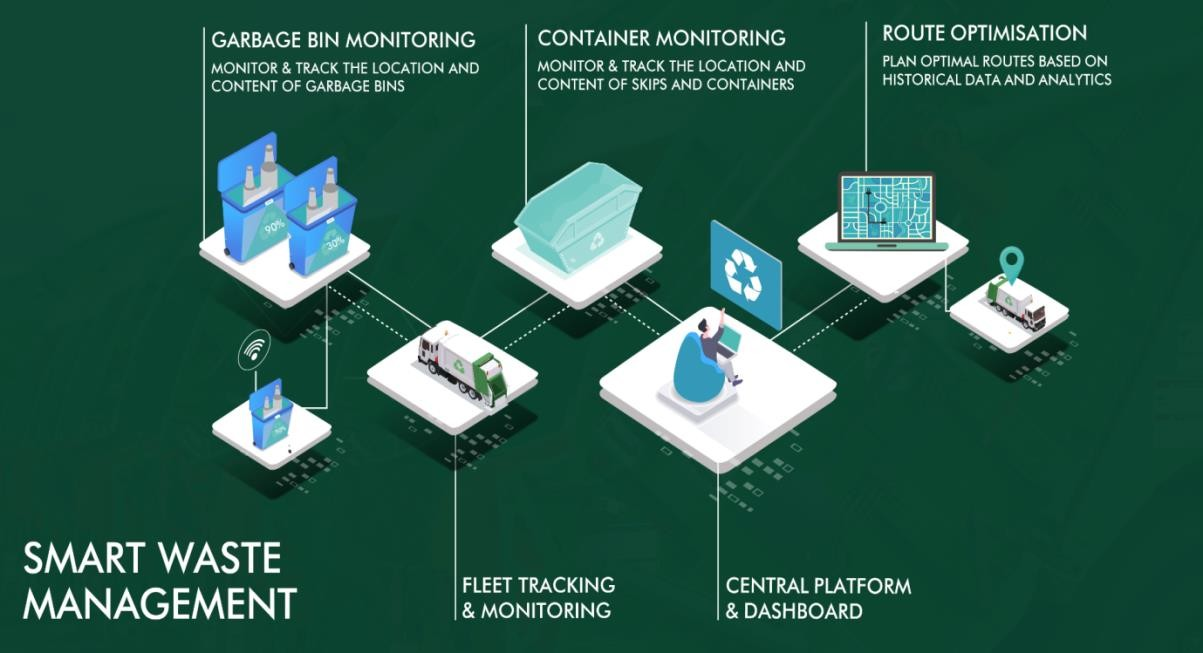 GARBAGE BIN MONITORING
MONITOR & TRACK THE LOCATION AND
CONTENT OF GARBAGE BINS
CONTAINER MONITORING
MONITOR & TRACK THE LOCATION AND
CONTENT OF SKIPS AND CONTAINERS
ROUTE OPTIMISATION
PLAN OPTIMAL ROUTES BASED ON
HISTORICAL DATA AND ANALYTICS
90%
30%
SMART WASTE
MANAGEMENT
FLEET TRACKING
& MONITORING
CENTRAL PLATFORM
& DASHBOARD